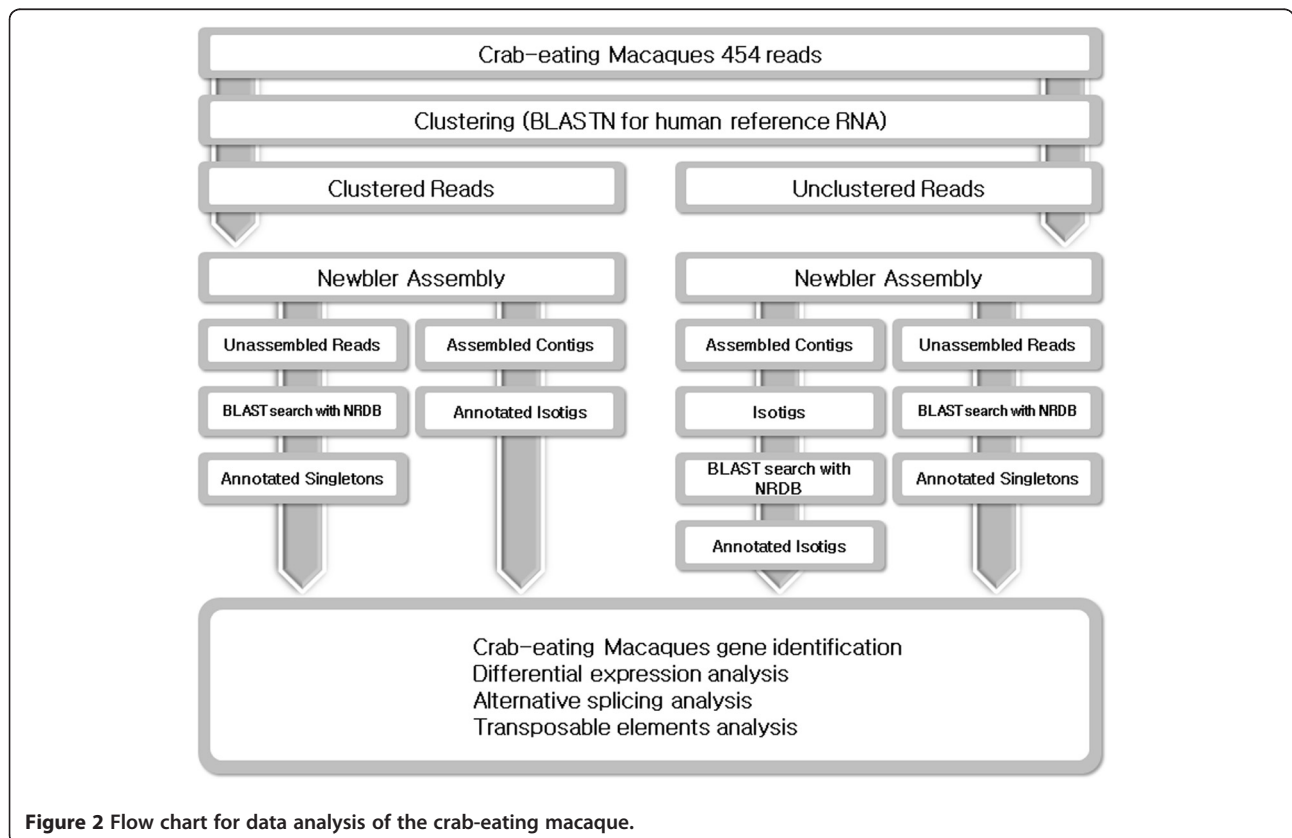 Crab-eating Macaques 454 reads
Clustering (BLASTN for human reference RNA)
Clustered Reads
Unclustered Reads
Newbler Assembly
Newbler Assembly
Unassembled Reads
Assembled Contigs
Assembled Contigs
Unassembled Reads
BLAST search with NRDB
Annotated Isotigs
Isotigs
BLAST search with NRDB
Annotated Singletons
BLAST search with
NRDB
Annotated Singletons
Annotated Isotigs
Crab-eating Macaques gene identification
Differential expression analysis
Alternative splicing analysis
Transposable elements analysis
Figure 2 Flow chart for data analysis of the crab-eating macaque.